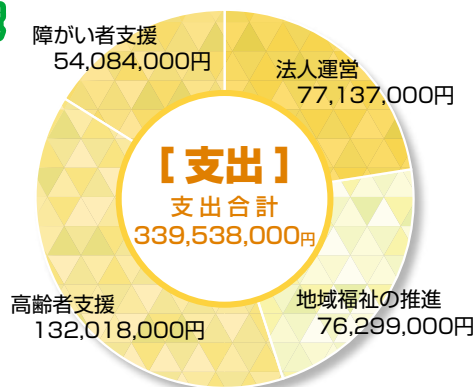 障がい者支援
54,084,000円
法人運営
77,137,000円
[ 支出 ]
支出合計
339,538,000円
高齢者支援
132,018,000円
地域福祉の推進
76,299,000円